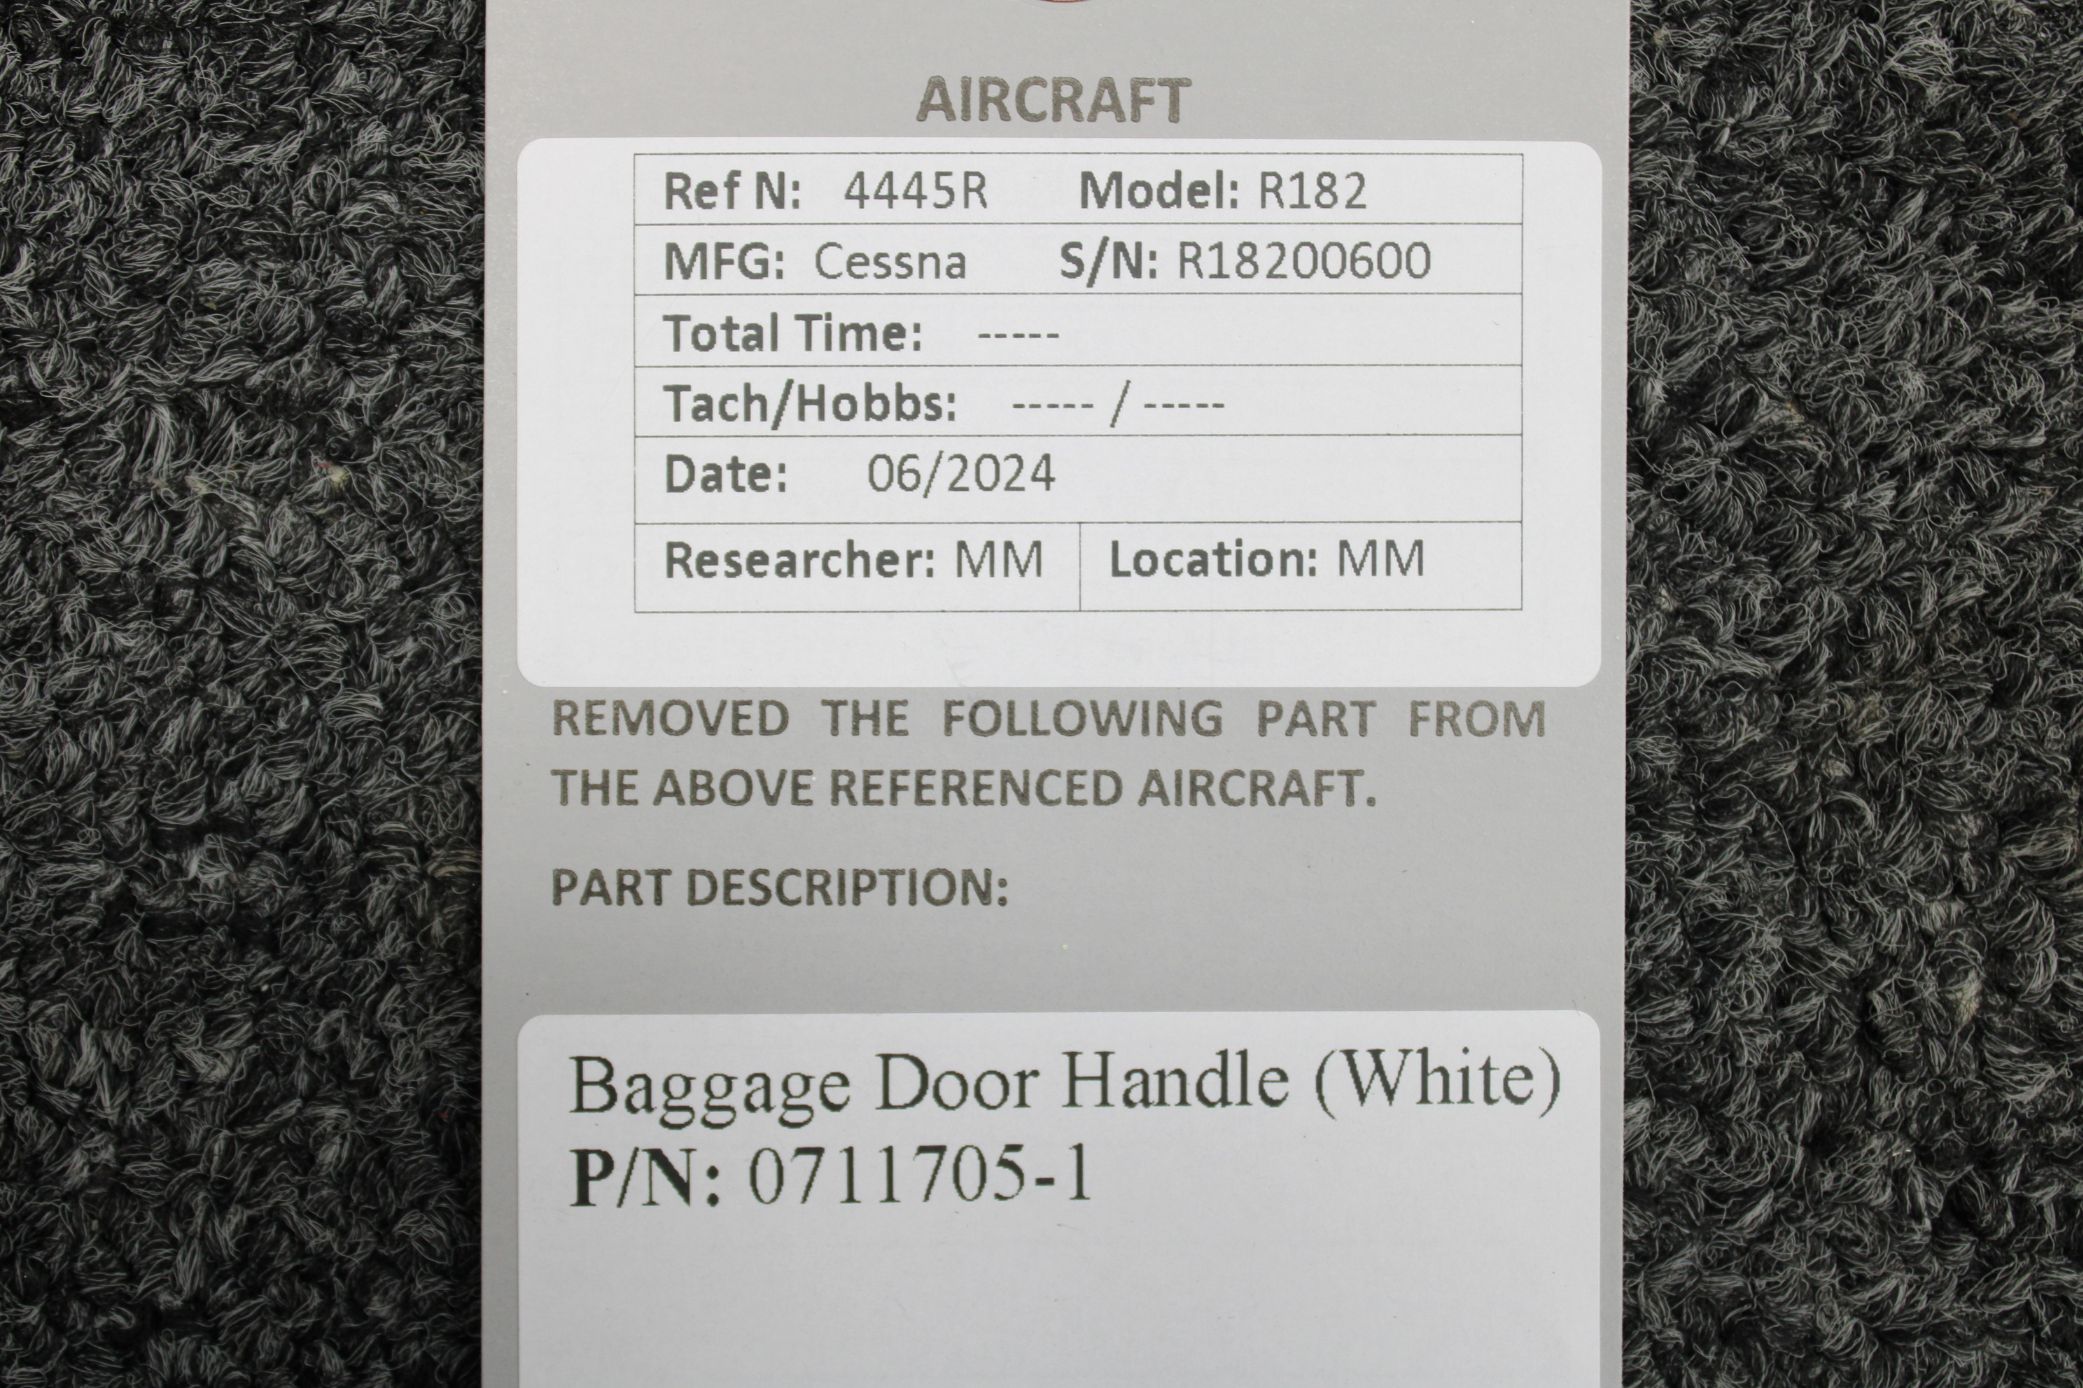 AIRCRAFT
Ref N: 4445R Model: R182
MFG: Cessna S/N: R18200600
Total Time: -----
Tach/Hobbs: ----- / -----
Date: 06/2024
Researcher: MM Location: MM
REMOVED THE FOLLOWING PART FROM
THE ABOVE REFERENCED AIRCRAFT.
PART DESCRIPTION:
Baggage Door Handle (White)
P/N: 0711705-1